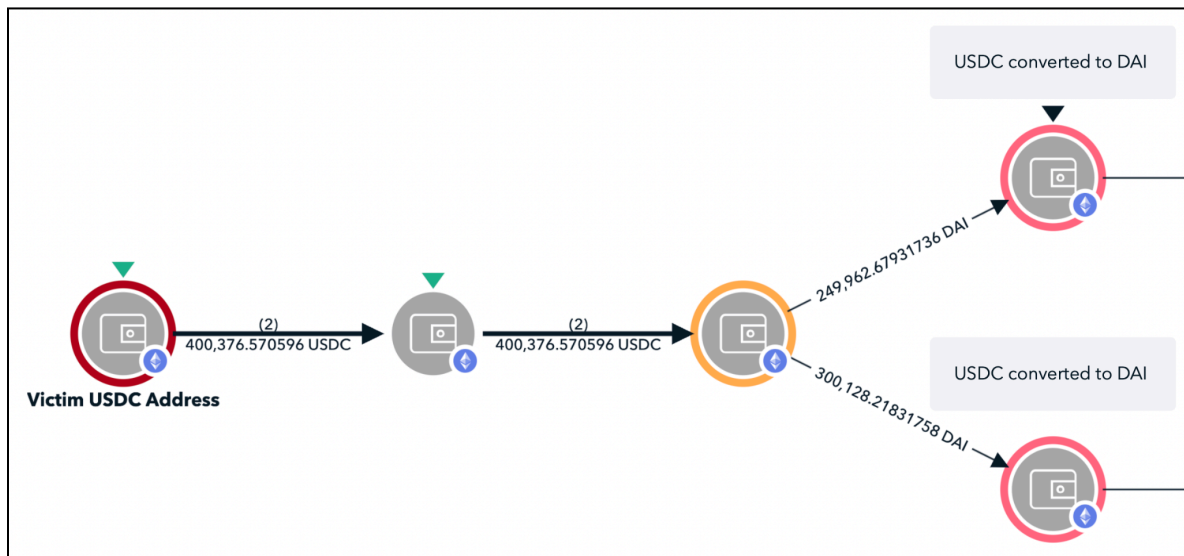 USDC converted to DAI
249,962.67931736 DAI
(2)
400,376.570596 USDC
(2)
400,376.570596 USDC
Victim USDC Address
USDC converted to DAI
300,128.21831758 DAI